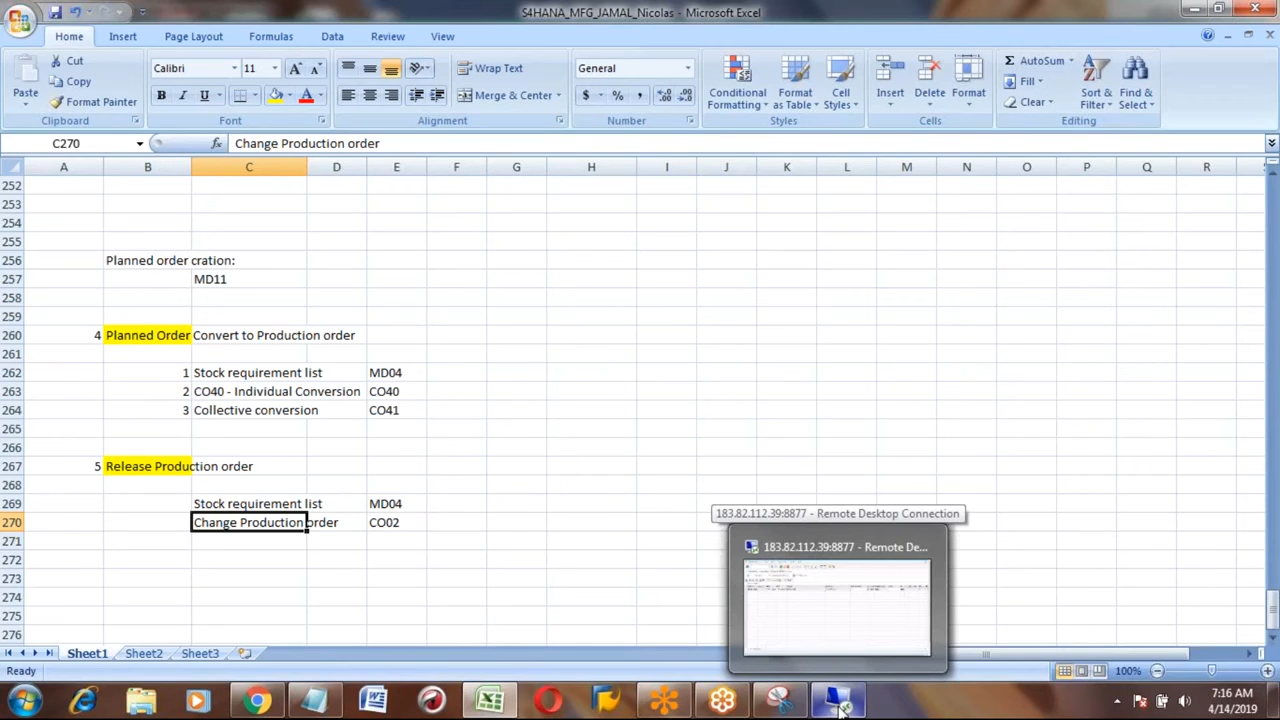 S4HANA_MFG_JAMAL_Nicolas - Microsoft Excel
Home Insert Page Layout Formulas Data Review View
Paste
Cut
Copy
Format Painter
Clipboard
Calibri 11
B I U
Font
Wrap Text
Merge & Center
Alignment
General
$ % ,
Number
Conditional Formatting
Format as Table
Cell Styles
Styles
Insert Delete Format
Cells
AutoSum
Fill
Clear
Sort & Filter
Find & Select
Editing
C270 fx Change Production order
A B C D E F G H I J K L M N O P Q R
252
253
254
255
256 Planned order cration:
257 MD11
258
259
260 4 Planned Order Convert to Production order
261
262 1 Stock requirement list MD04
263 2 CO40 - Individual Conversion CO40
264 3 Collective conversion CO41
265
266
267 5 Release Production order
268
269 Stock requirement list MD04
270 Change Production order CO02
271
272
273
274
275
276
183.82.112.39:8877 - Remote Desktop Connection
183.82.112.39:8877 - Remote De...
Sheet1 Sheet2 Sheet3
Ready
100%
7:16 AM
4/14/2019